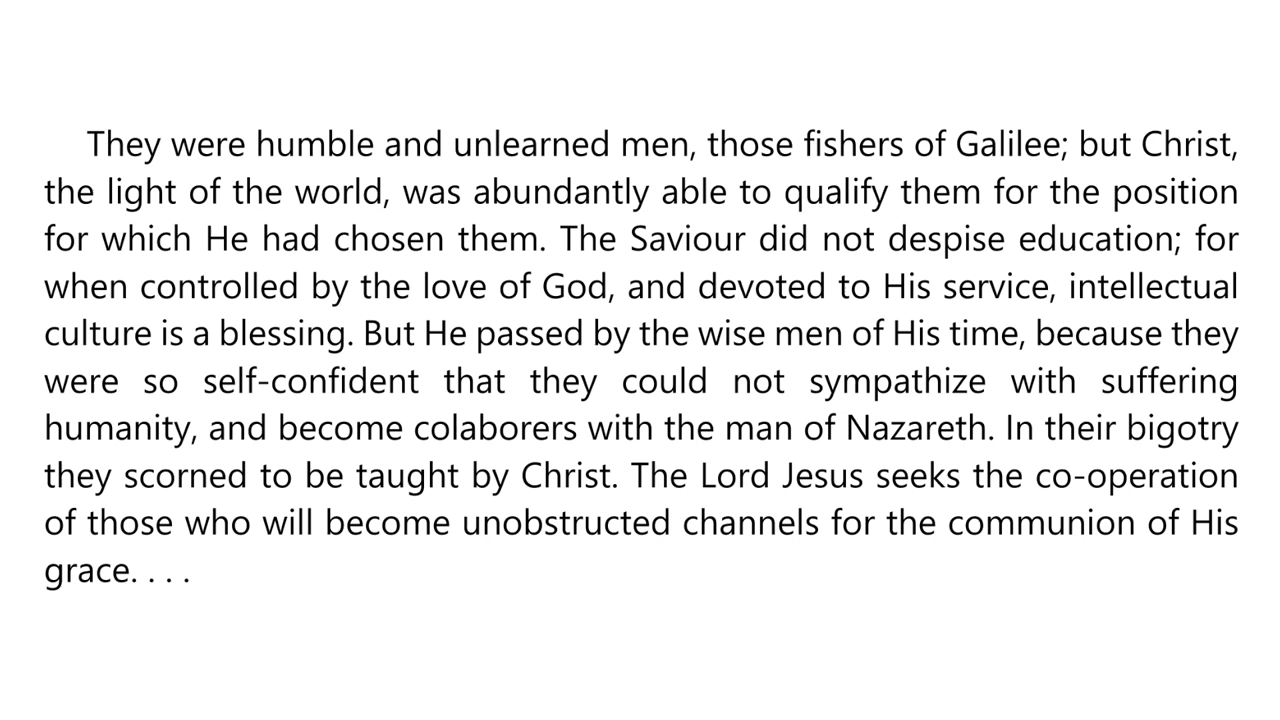 They were humble and unlearned men, those fishers of Galilee; but Christ,
the light of the world, was abundantly able to qualify them for the position
for which He had chosen them. The Saviour did not despise education; for
when controlled by the love of God, and devoted to His service, intellectual
culture is a blessing. But He passed by the wise men of His time, because they
were so self-confident that they could not sympathize with suffering
humanity, and become colaborers with the man of Nazareth. In their bigotry
they scorned to be taught by Christ. The Lord Jesus seeks the co-operation
of those who will become unobstructed channels for the communion of His
grace. . . .